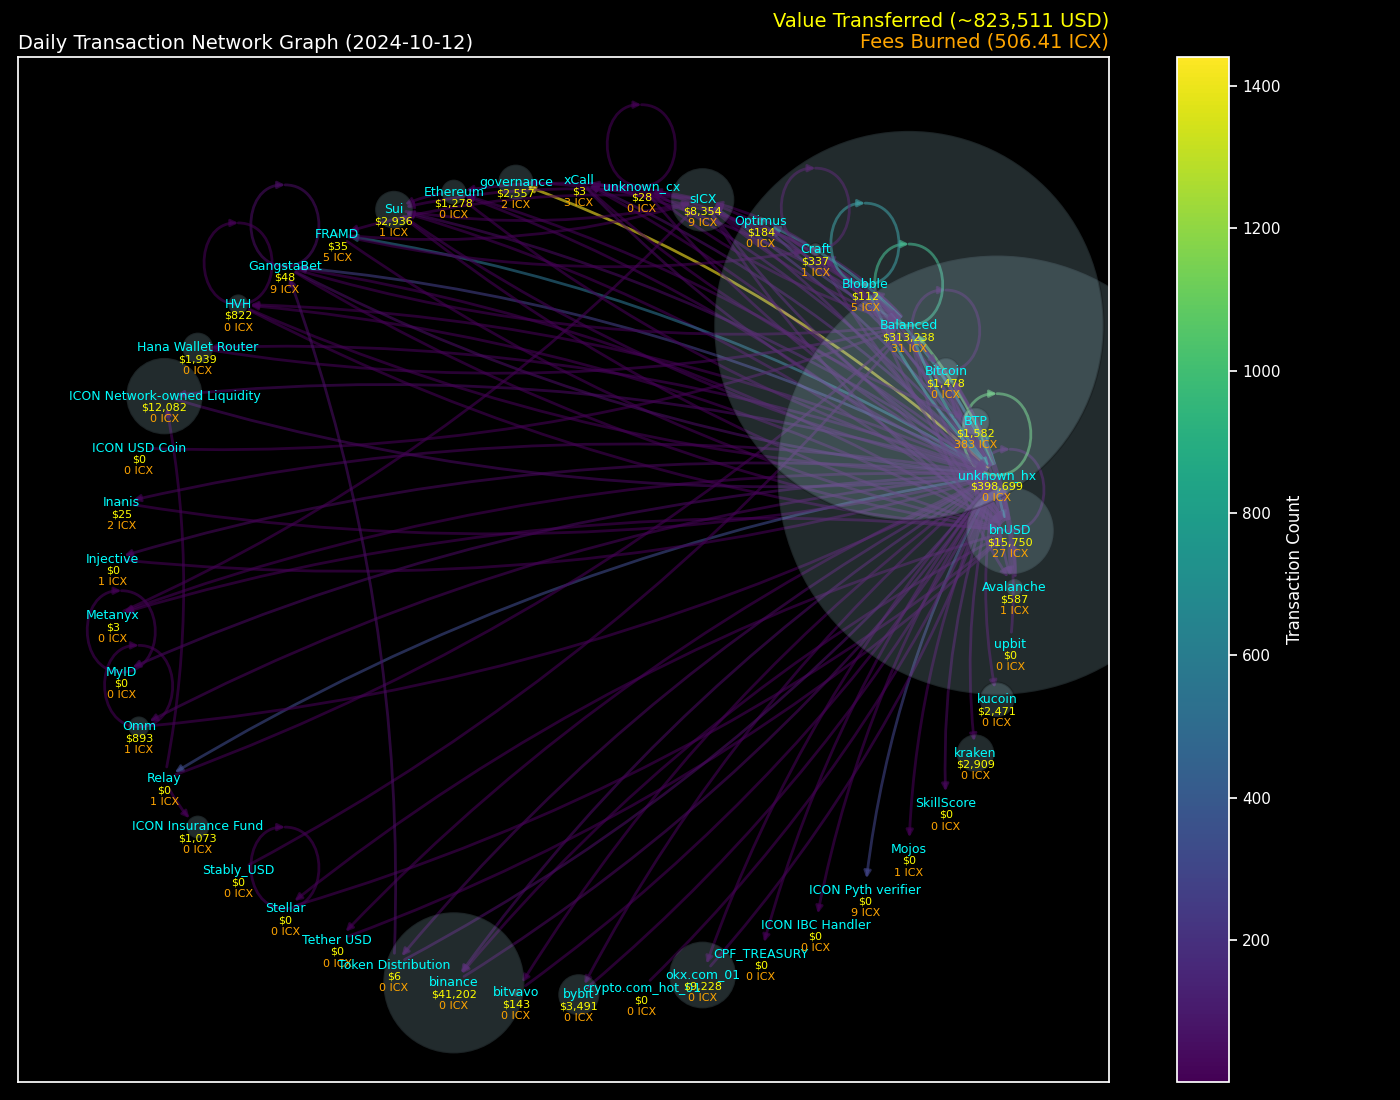 Value Transferred (~823,511 USD)
Daily Transaction Network Graph (2024-10-12)
Fees Burned (506.41 ICX)
xCall
$3
3 ICX
governance
$2,557
2 ICX
unknown_cx
$28
0 ICX
Ethereum
$1,278
0 ICX
sICX
$8,354
9 ICX
Sui
$2,936
1 ICX
Optimus
$184
0 ICX
FRAMD
$35
5 ICX
Craft
$337
1 ICX
GangstaBet
$48
9 ICX
Blobble
$112
5 ICX
HVH
$822
0 ICX
Balanced
$313,238
31 ICX
Hana Wallet Router
$1,939
0 ICX
Bitcoin
$1,478
0 ICX
ICON Network-owned Liquidity
$12,082
0 ICX
BTP
$1,582
383 ICX
ICON USD Coin
$0
0 ICX
unknown_hx
$398,699
0 ICX
Inanis
$25
2 ICX
bnUSD
$15,750
27 ICX
Injective
$0
1 ICX
Avalanche
$587
1 ICX
Metanyx
$3
0 ICX
upbit
$0
0 ICX
MyID
$0
0 ICX
kucoin
$2,471
0 ICX
Omm
$893
1 ICX
kraken
$2,909
0 ICX
Relay
$0
1 ICX
SkillScore
$0
0 ICX
ICON Insurance Fund
$1,073
0 ICX
Mojos
$0
1 ICX
Stably_USD
$0
0 ICX
ICON Pyth verifier
$0
9 ICX
Stellar
$0
0 ICX
ICON IBC Handler
$0
0 ICX
Tether USD
$0
0 ICX
CPF_TREASURY
$0
0 ICX
Token Distribution
$6
0 ICX
okx.com_01
$9,228
0 ICX
binance
$41,202
0 ICX
crypto.com_hot_01
$0
0 ICX
bitvavo
$143
0 ICX
bybit
$3,491
0 ICX
1400
1200
1000
800
600
400
200
Transaction Count